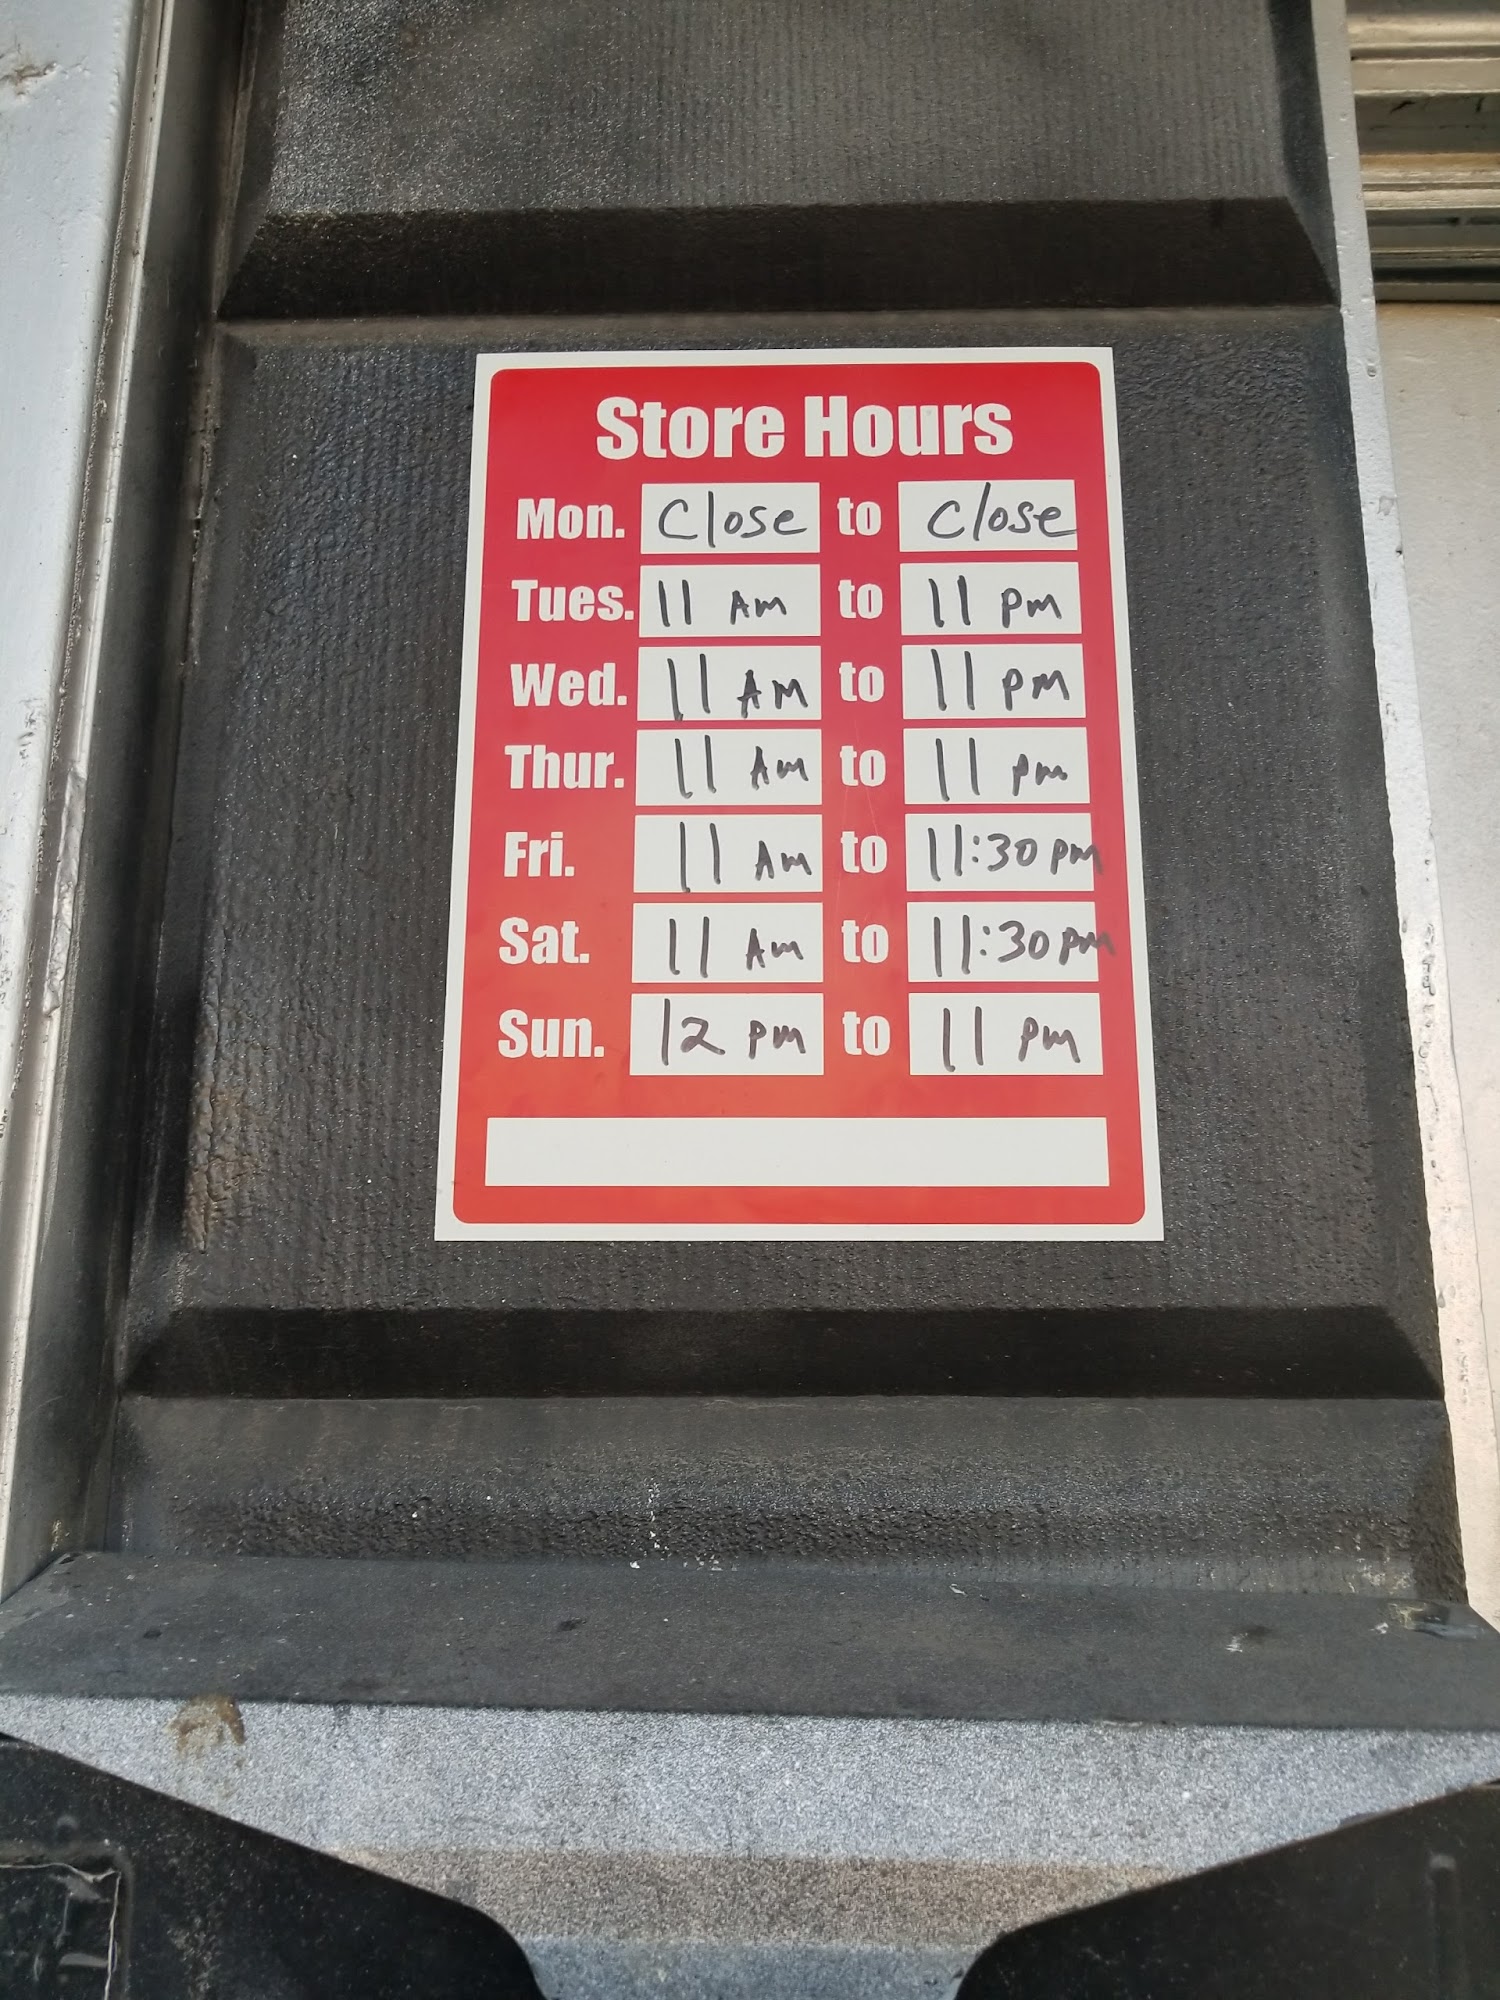 Store Hours
Mon. Close to Close
Tues. 11 Am to 11 pm
Wed. 11 AM to 11 pM
Thur. 11 Am to 11 pm
Fri. 11 Am to 11:30 pm
Sat. 11 Am to 11:30 pm
Sun. 12 pm to 11 pm